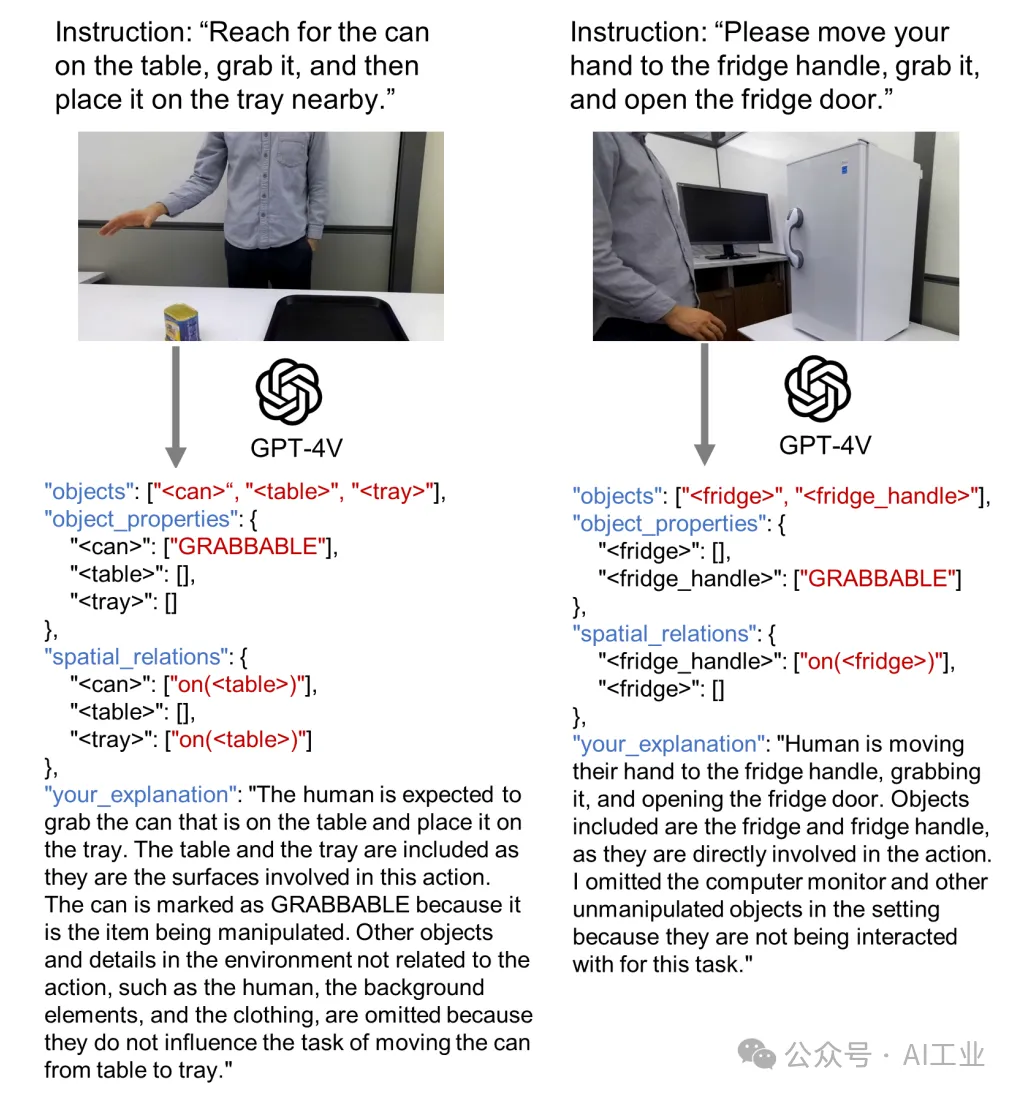 Instruction: “Reach for the can
on the table, grab it, and then
place it on the tray nearby.”
GPT-4V
"objects": ["<can>“, "<table>", "<tray>"],
"object_properties": {
"<can>": ["GRABBABLE"],
"<table>": [],
"<tray>": []
},
"spatial_relations": {
"<can>": ["on(<table>)"],
"<table>": [],
"<tray>": ["on(<table>)"]
},
"your_explanation": "The human is expected to
grab the can that is on the table and place it on
the tray. The table and the tray are included as
they are the surfaces involved in this action.
The can is marked as GRABBABLE because it
is the item being manipulated. Other objects
and details in the environment not related to the
action, such as the human, the background
elements, and the clothing, are omitted because
they do not influence the task of moving the can
from table to tray."
Instruction: “Please move your
hand to the fridge handle, grab it,
and open the fridge door.”
GPT-4V
"objects": ["<fridge>", "<fridge_handle>"],
"object_properties": {
"<fridge>": [],
"<fridge_handle>": ["GRABBABLE"]
},
"spatial_relations": {
"<fridge_handle>": ["on(<fridge>)"],
"<fridge>": []
},
"your_explanation": "Human is moving
their hand to the fridge handle, grabbing
it, and opening the fridge door. Objects
included are the fridge and fridge handle,
as they are directly involved in the action.
I omitted the computer monitor and other
unmanipulated objects in the setting
because they are not being interacted
with for this task."
公众号 · AI工业